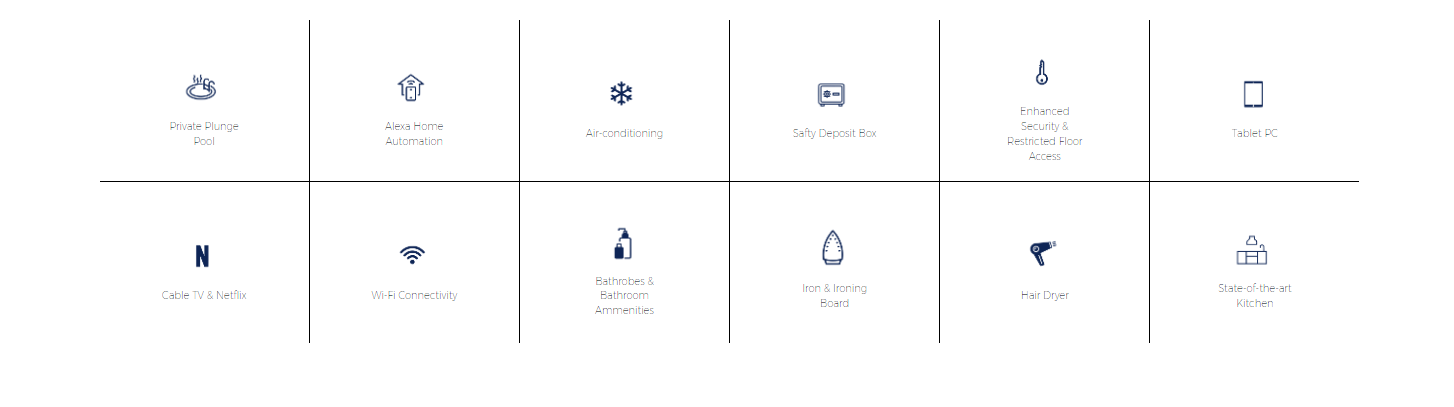 Private Plunge
Pool
Alexa Home
Automation
Air-conditioning
Safty Deposit Box
Enhanced
Security &
Restricted Floor
Access
Tablet PC
N
Cable TV & Netflix
Wi-Fi Connectivity
Bathrobes &
Bathroom
Ammenities
Iron & Ironing
Board
Hair Dryer
State-of-the-art
Kitchen